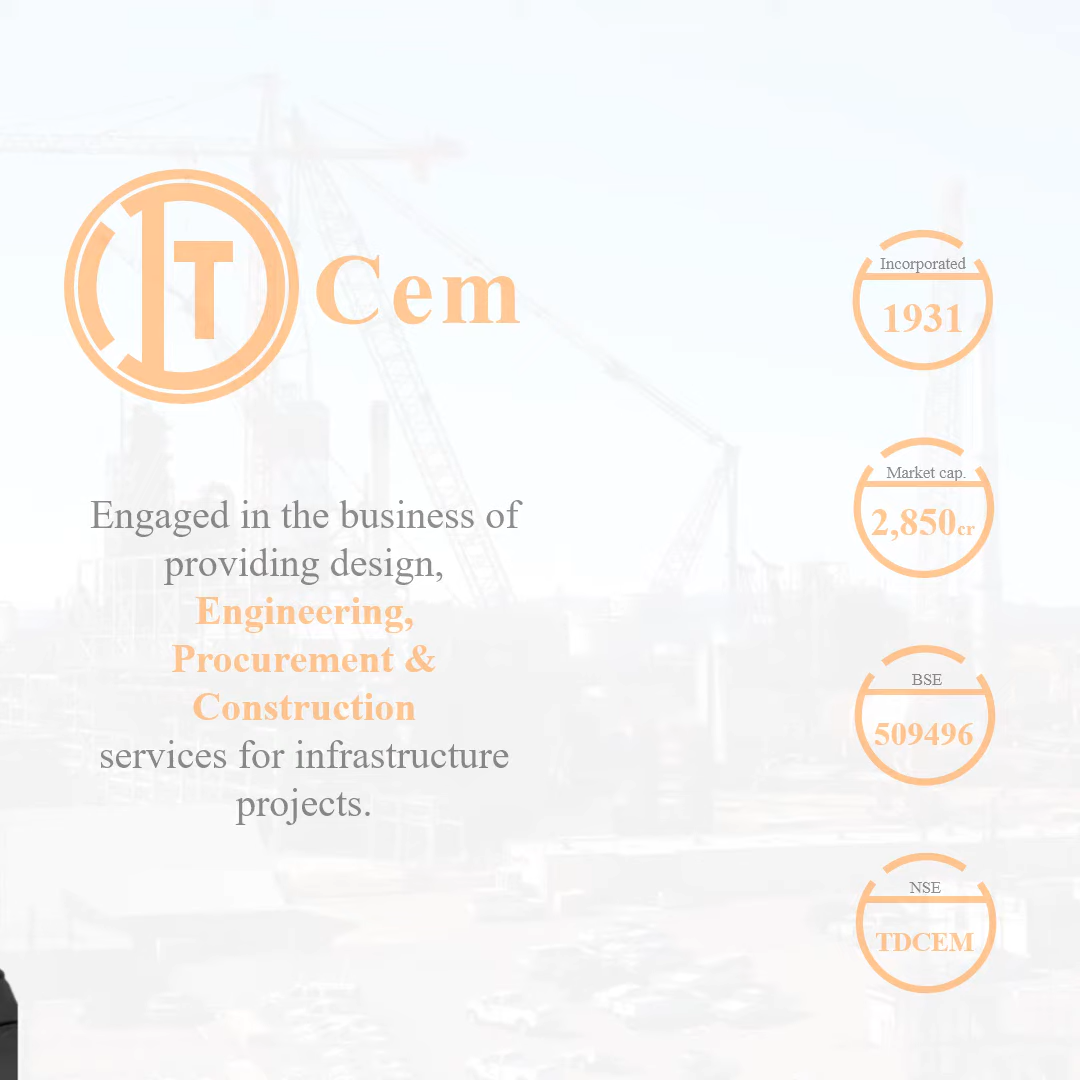 ITD Cem
Incorporated
1931
Market cap.
2,850cr
Engaged in the business of
providing design,
Engineering,
Procurement &
Construction
services for infrastructure
projects.
BSE
509496
NSE
TDCEM